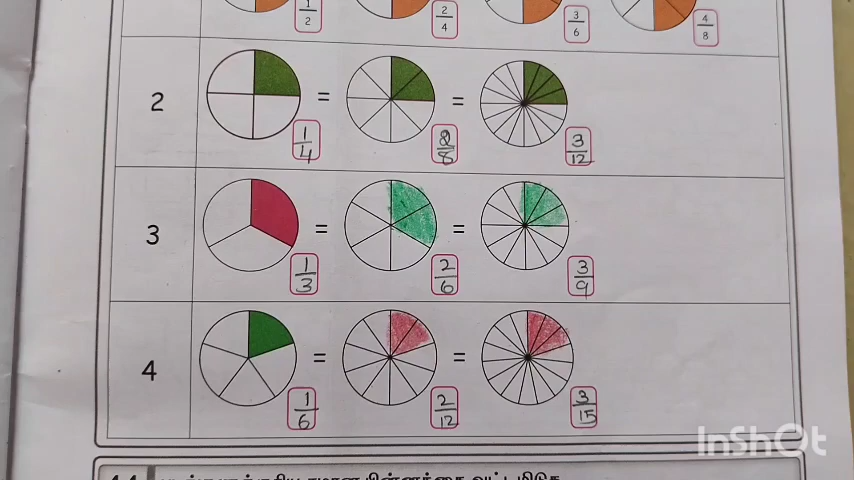 1/2 2/4 3/6 4/8
2 = = 1/4 2/8 3/12
3 = = 1/3 2/6 3/9
4 = = 1/6 2/12 3/15
InShOt